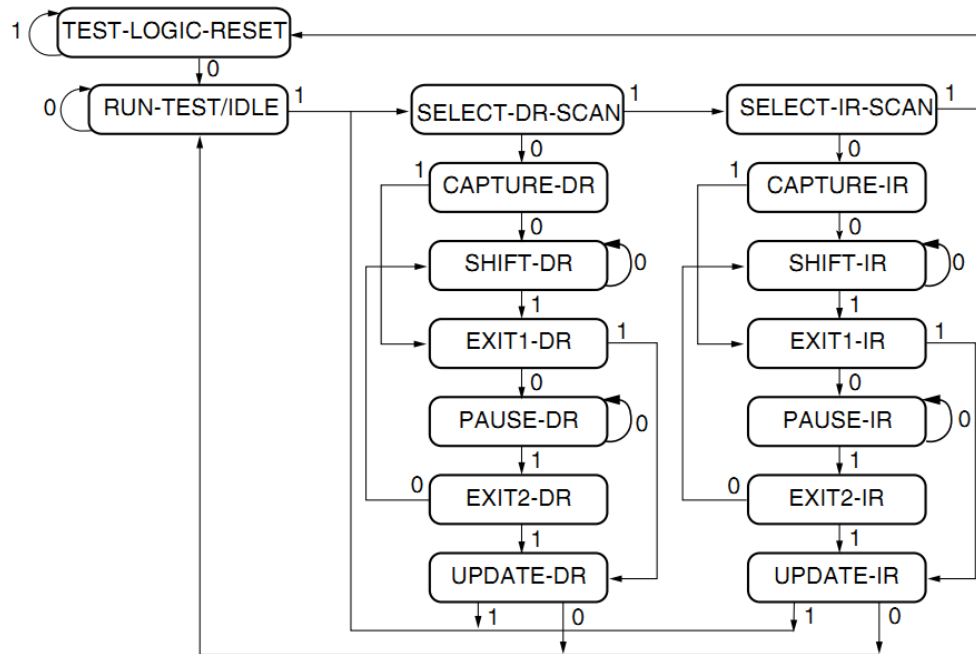 1 TEST-LOGIC-RESET
0
0 RUN-TEST/IDLE 1 SELECT-DR-SCAN 1 SELECT-IR-SCAN 1
0 0
1 CAPTURE-DR 1 CAPTURE-IR
0 0
SHIFT-DR 0 SHIFT-IR 0
1 1
EXIT1-DR 1 EXIT1-IR 1
0 0
PAUSE-DR 0 PAUSE-IR 0
1 1
0 EXIT2-DR 0 EXIT2-IR
1 1
UPDATE-DR UPDATE-IR
1 0 1 0